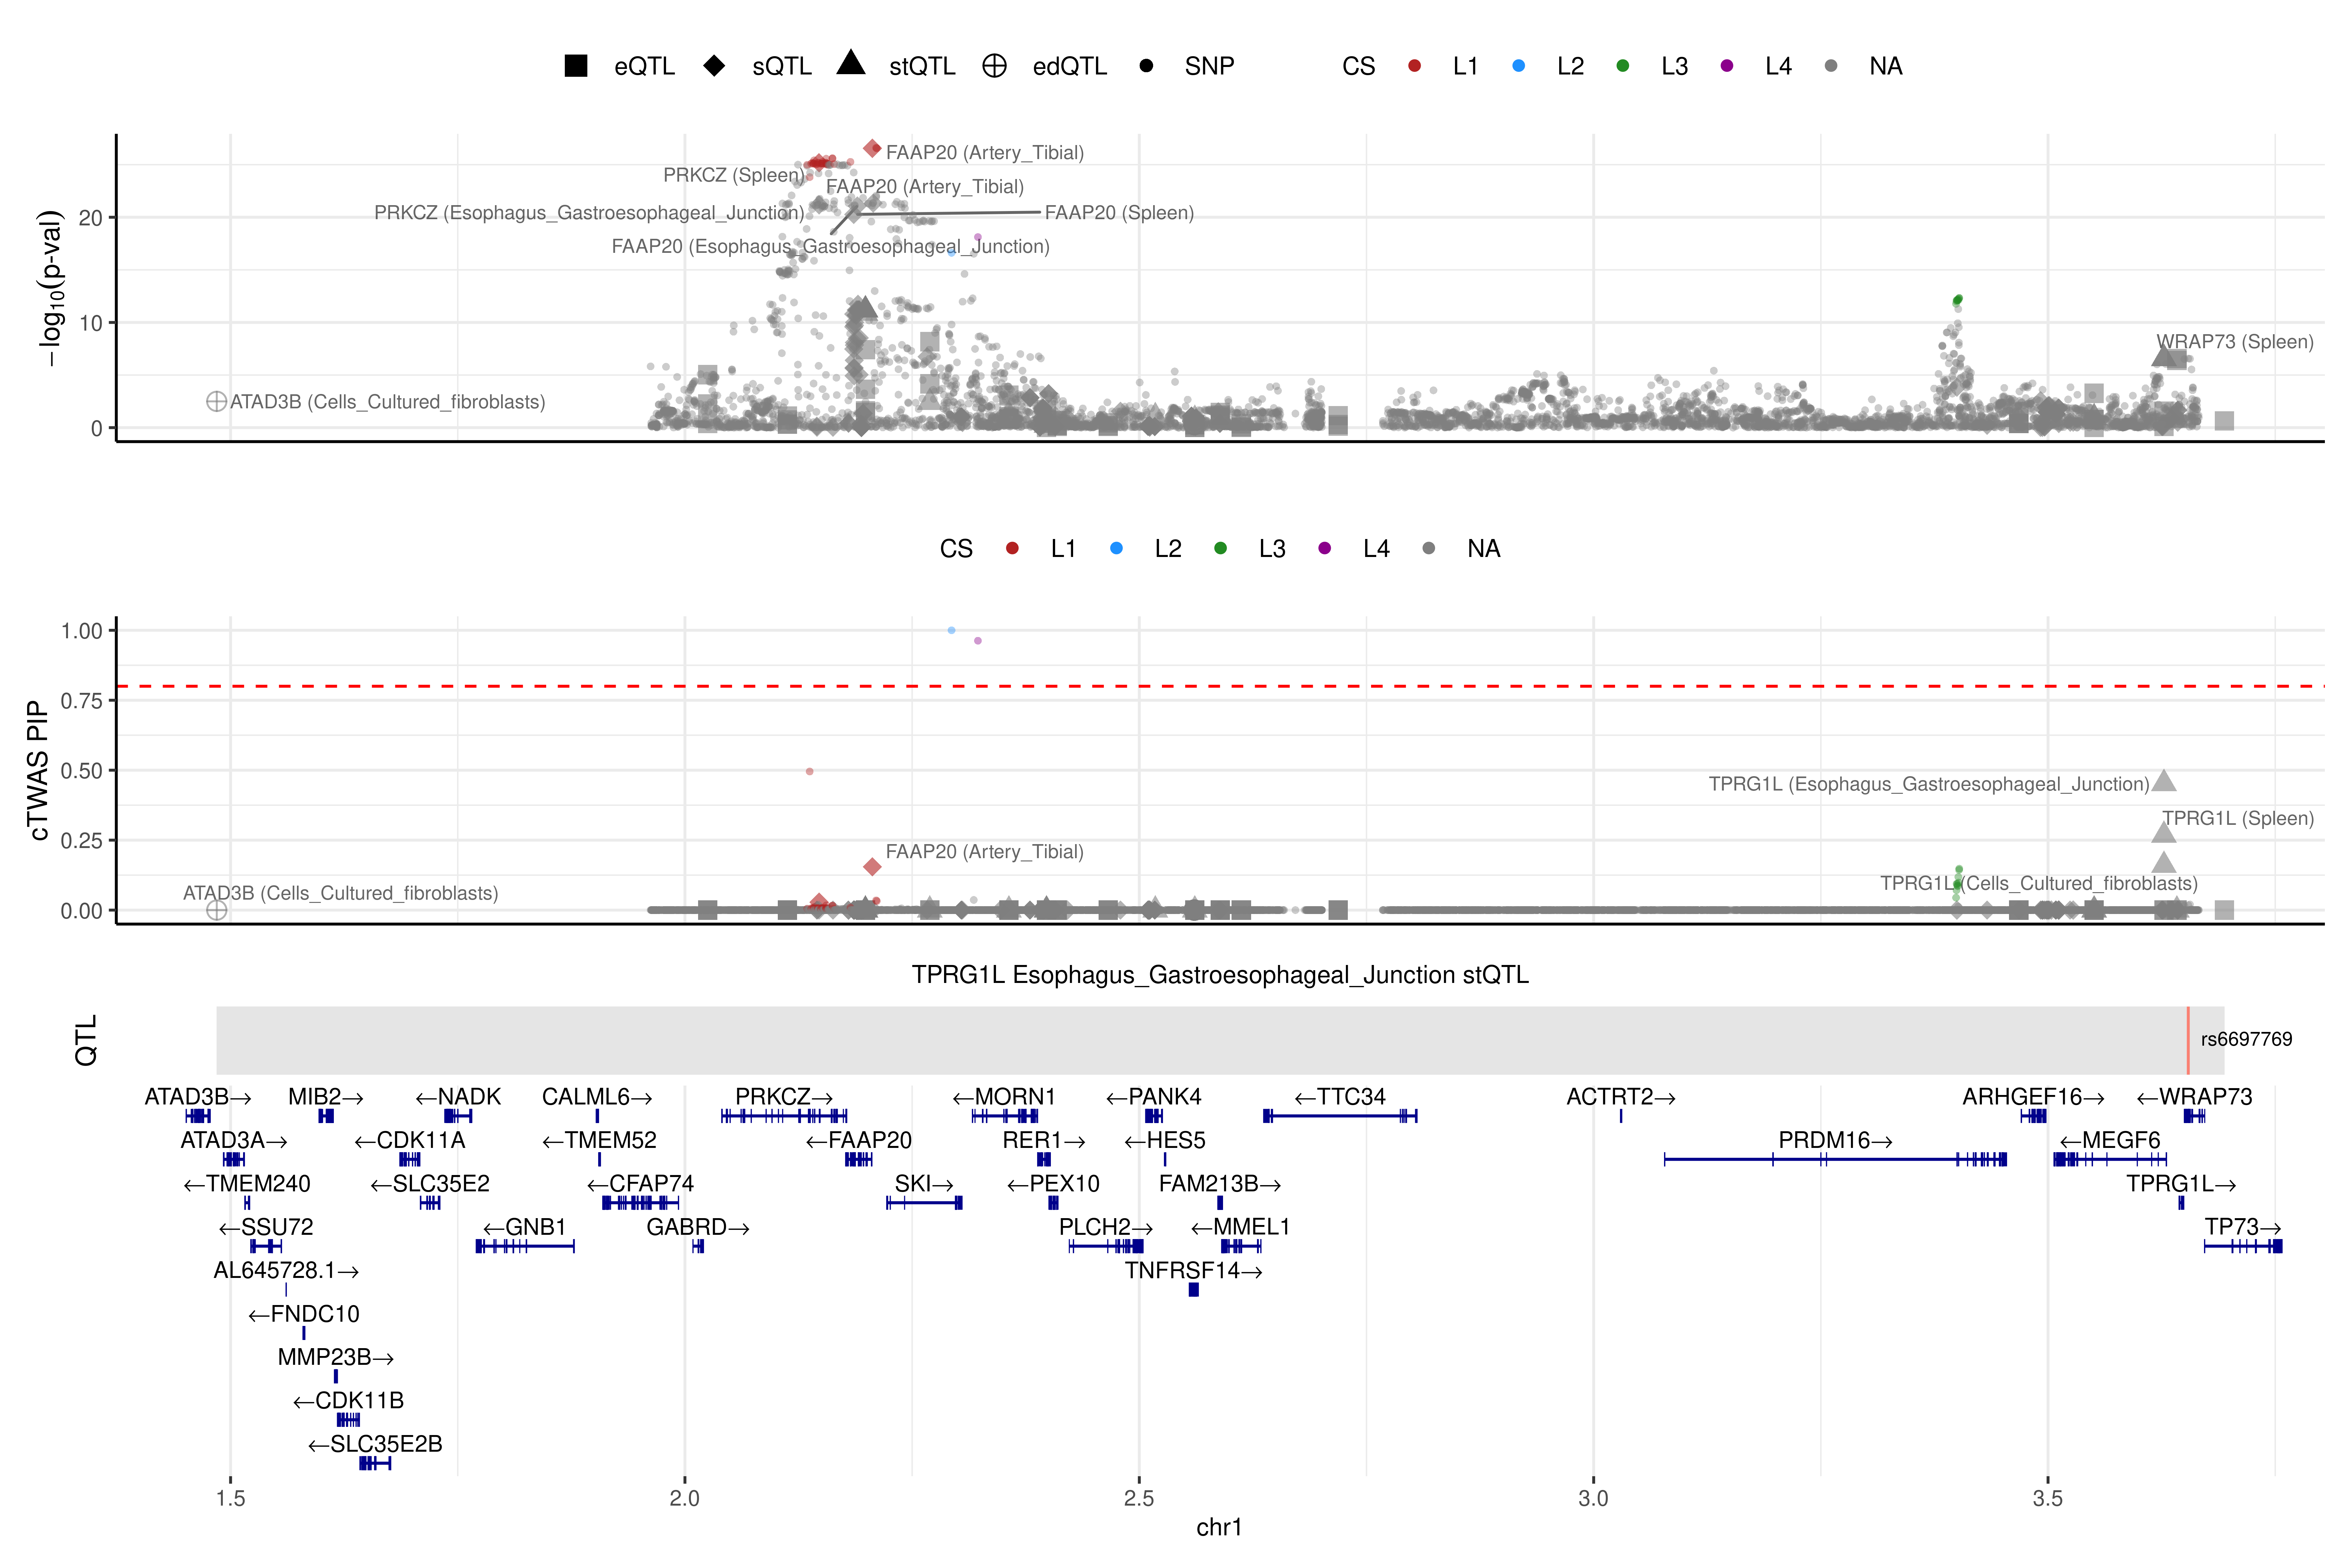 eQTL sQTL stQTL edQTL SNP CS L1 L2 L3 L4 NA
−log10(p-val)
20
10
0
FAAP20 (Artery_Tibial)
PRKCZ (Spleen)
FAAP20 (Artery_Tibial)
PRKCZ (Esophagus_Gastroesophageal_Junction)
FAAP20 (Spleen)
FAAP20 (Esophagus_Gastroesophageal_Junction)
WRAP73 (Spleen)
ATAD3B (Cells_Cultured_fibroblasts)
CS L1 L2 L3 L4 NA
cTWAS PIP
1.00
0.75
0.50
0.25
0.00
TPRG1L (Esophagus_Gastroesophageal_Junction)
TPRG1L (Spleen)
FAAP20 (Artery_Tibial)
TPRG1L (Cells_Cultured_fibroblasts)
ATAD3B (Cells_Cultured_fibroblasts)
TPRG1L Esophagus_Gastroesophageal_Junction stQTL
QTL
rs6697769
ATAD3B→ MIB2→ ←NADK CALML6→ PRKCZ→ ←MORN1 ←PANK4 ←TTC34 ACTRT2→ ARHGEF16→ ←WRAP73
ATAD3A→ ←CDK11A ←TMEM52 ←FAAP20 RER1→ ←HES5 PRDM16→ ←MEGF6
←TMEM240 ←SLC35E2 ←CFAP74 SKI→ ←PEX10 FAM213B→ TPRG1L→
←SSU72 ←GNB1 GABRD→ PLCH2→ ←MMEL1 TP73→
AL645728.1→ TNFRSF14→
←FNDC10
MMP23B→
←CDK11B
←SLC35E2B
1.5 2.0 2.5 3.0 3.5
chr1